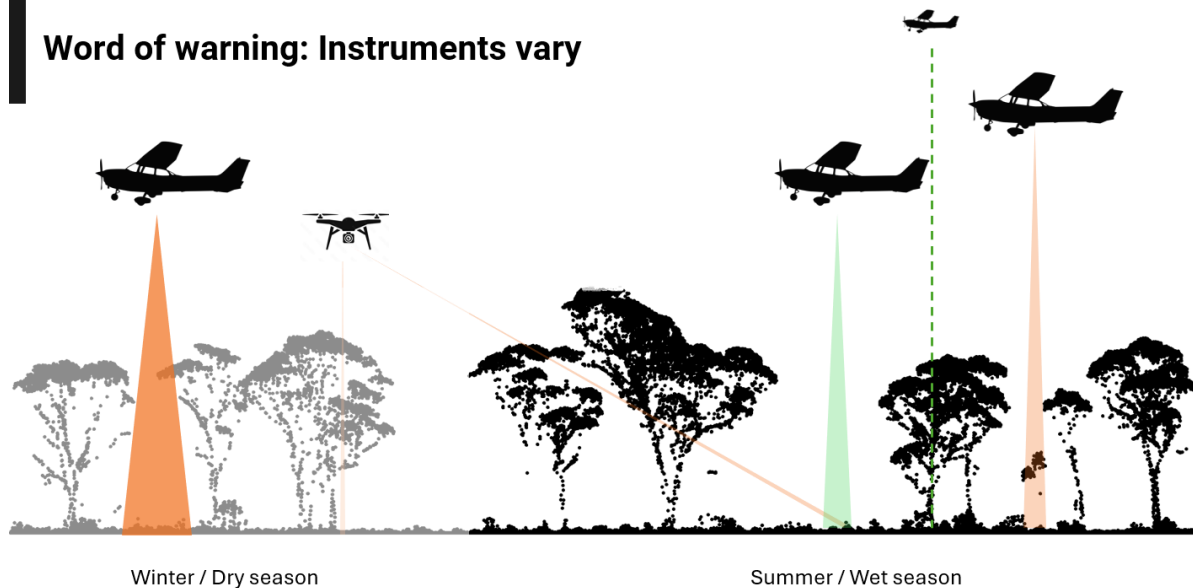 Word of warning: Instruments vary
Winter / Dry season
Summer / Wet season